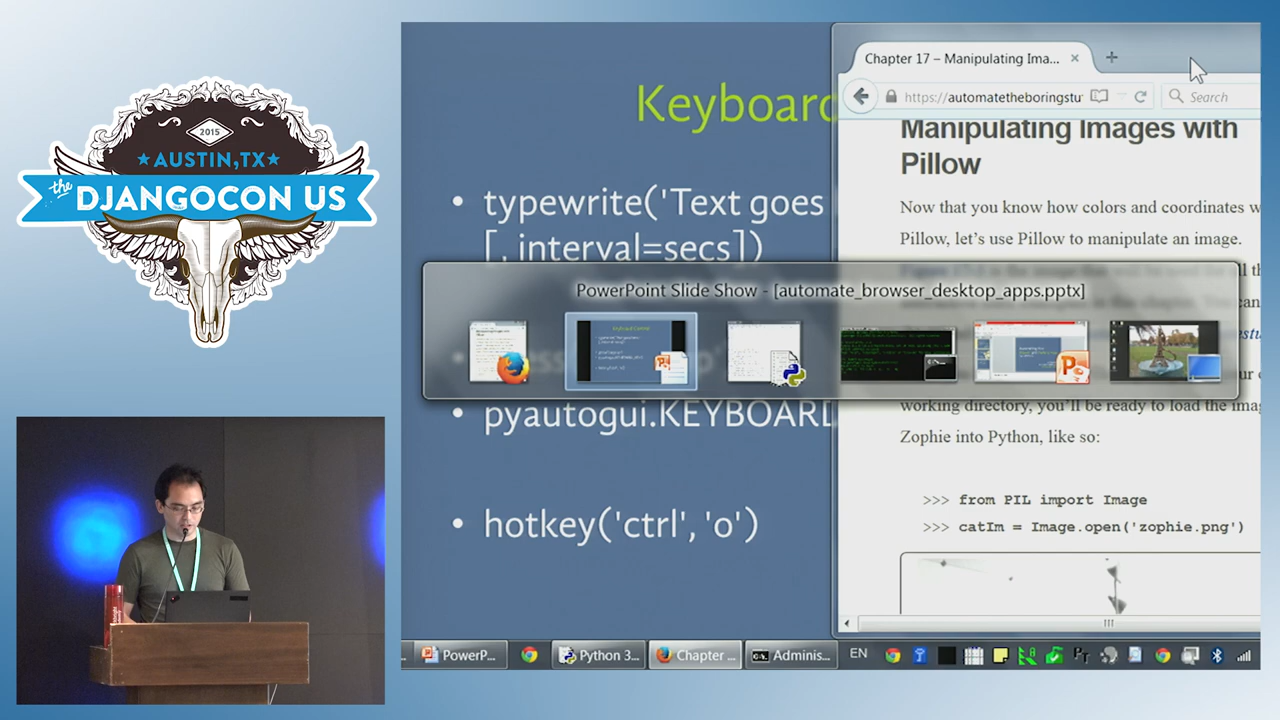 2015
AUSTIN,TX
the DJANGOCON US
Keyboard
• typewrite('Text goes
[, interval=secs])
• pyautogui.KEYBOARD
• hotkey('ctrl', 'o')
Chapter 17 – Manipulating Ima...
https://automatetheboringstu
Search
Manipulating Images with
Pillow
Now that you know how colors and coordinates w
Pillow, let's use Pillow to manipulate an image.
working directory, you'll be ready to load the imag
Zophie into Python, like so:
>>> from PIL import Image
>>> catIm = Image.open('zophie.png')
PowerPoint Slide Show - [automate_browser_desktop_apps.pptx]
PowerP...
Python 3...
Chapter ...
Adminis...
EN